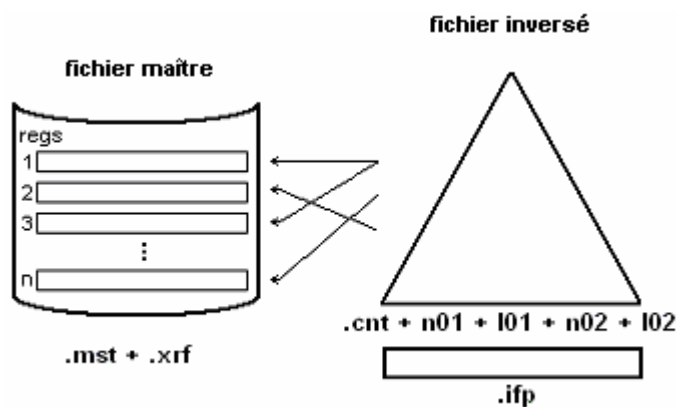 fichier inversé
fichier maître
regs
1
2
3
⋮
n
.cnt + n01 + l01 + n02 + l02
.mst + .xrf
.ifp